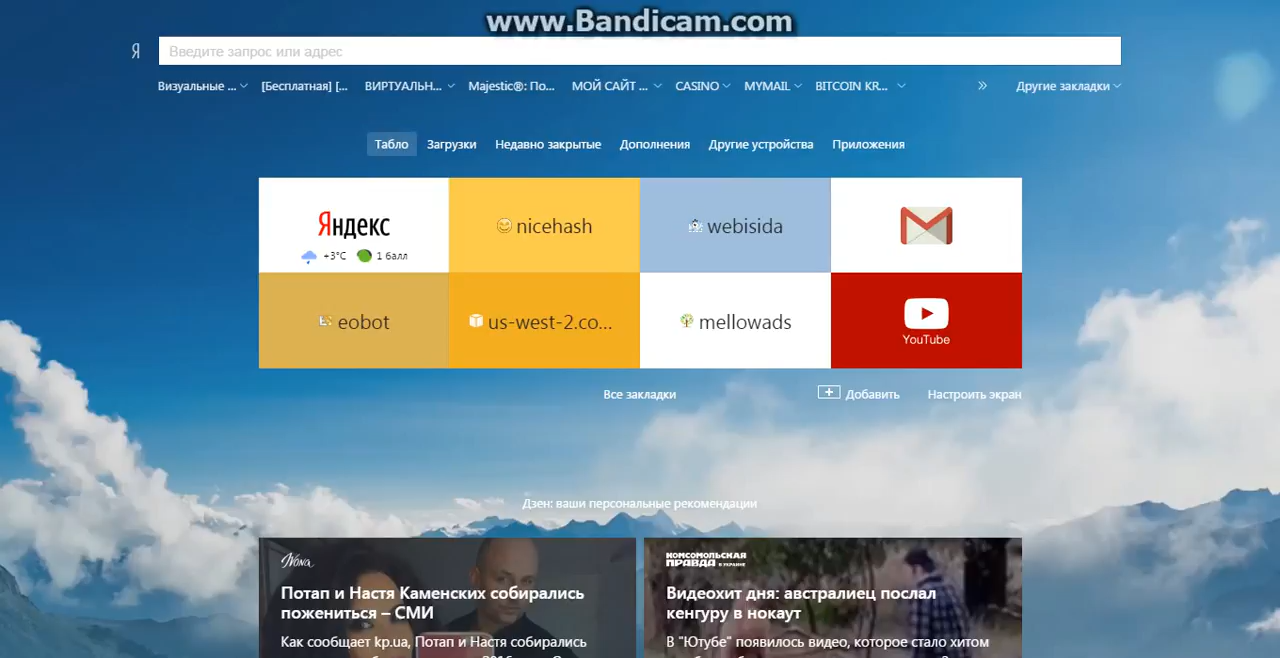 www.Bandicam.com
Я Введите запрос или адрес
Визуальные ... [Бесплатная] [... ВИРТУАЛЬН... Majestic®: По... МОЙ САЙТ ... CASINO MYMAIL BITCOIN KR... » Другие закладки
Табло Загрузки Недавно закрытые Дополнения Другие устройства Приложения
Яндекс
+3°C 1 балл
nicehash
webisida
eobot
us-west-2.co...
mellowads
YouTube
Все закладки Добавить Настроить экран
Дзен: ваши персональные рекомендации
Ivona
Потап и Настя Каменских собирались
пожениться – СМИ
Как сообщает kp.ua, Потап и Настя собирались
КОМСОМОЛЬСКАЯ
ПРАВДА В УКРАИНЕ
Видеохит дня: австралиец послал
кенгуру в нокаут
В "Ютубе" появилось видео, которое стало хитом